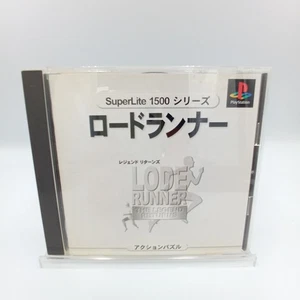 SuperLite 1500 シリーズ
PlayStation
ロードランナー
レジェンド リターンズ
LODE
RUNNER
アクションパズル